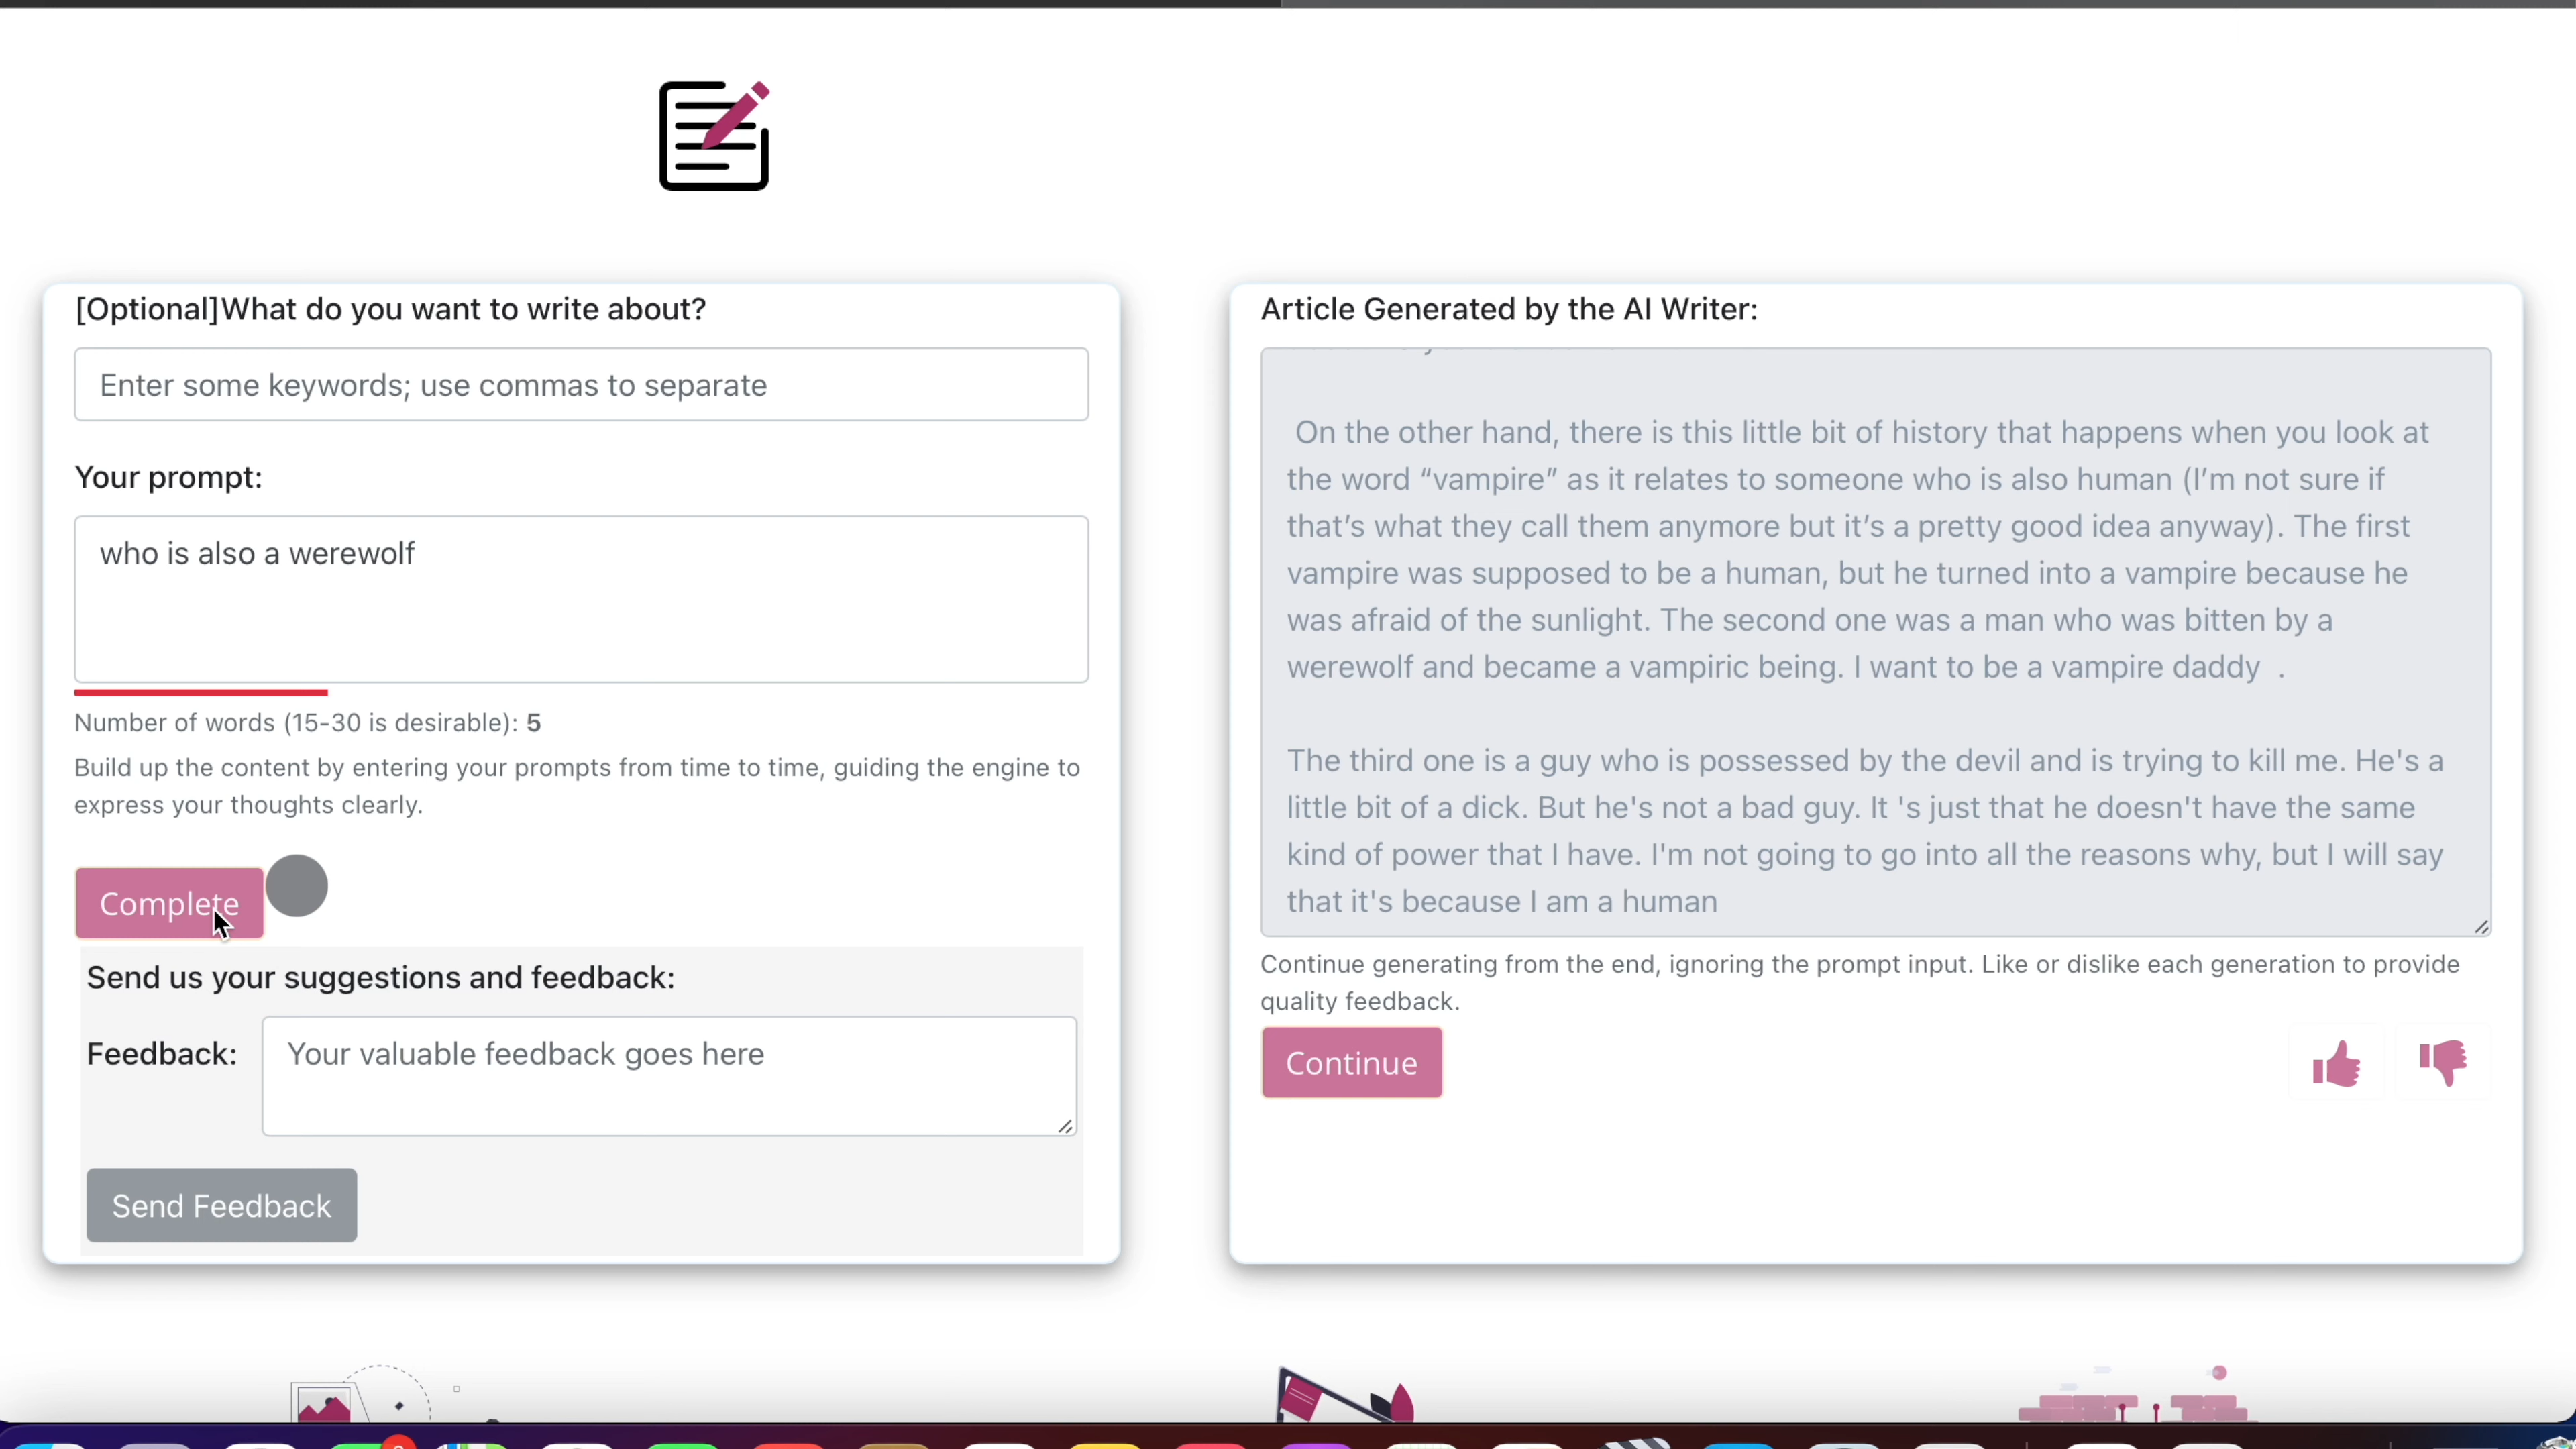 [Optional]What do you want to write about?
Enter some keywords; use commas to separate
Your prompt:
who is also a werewolf
Number of words (15-30 is desirable): 5
Build up the content by entering your prompts from time to time, guiding the engine to
express your thoughts clearly.
Complete
Send us your suggestions and feedback:
Feedback:
Your valuable feedback goes here
Send Feedback
Article Generated by the AI Writer:
On the other hand, there is this little bit of history that happens when you look at
the word “vampire” as it relates to someone who is also human (I’m not sure if
that’s what they call them anymore but it’s a pretty good idea anyway). The first
vampire was supposed to be a human, but he turned into a vampire because he
was afraid of the sunlight. The second one was a man who was bitten by a
werewolf and became a vampiric being. I want to be a vampire daddy  .
The third one is a guy who is possessed by the devil and is trying to kill me. He's a
little bit of a dick. But he's not a bad guy. It 's just that he doesn't have the same
kind of power that I have. I'm not going to go into all the reasons why, but I will say
that it's because I am a human
Continue generating from the end, ignoring the prompt input. Like or dislike each generation to provide
quality feedback.
Continue